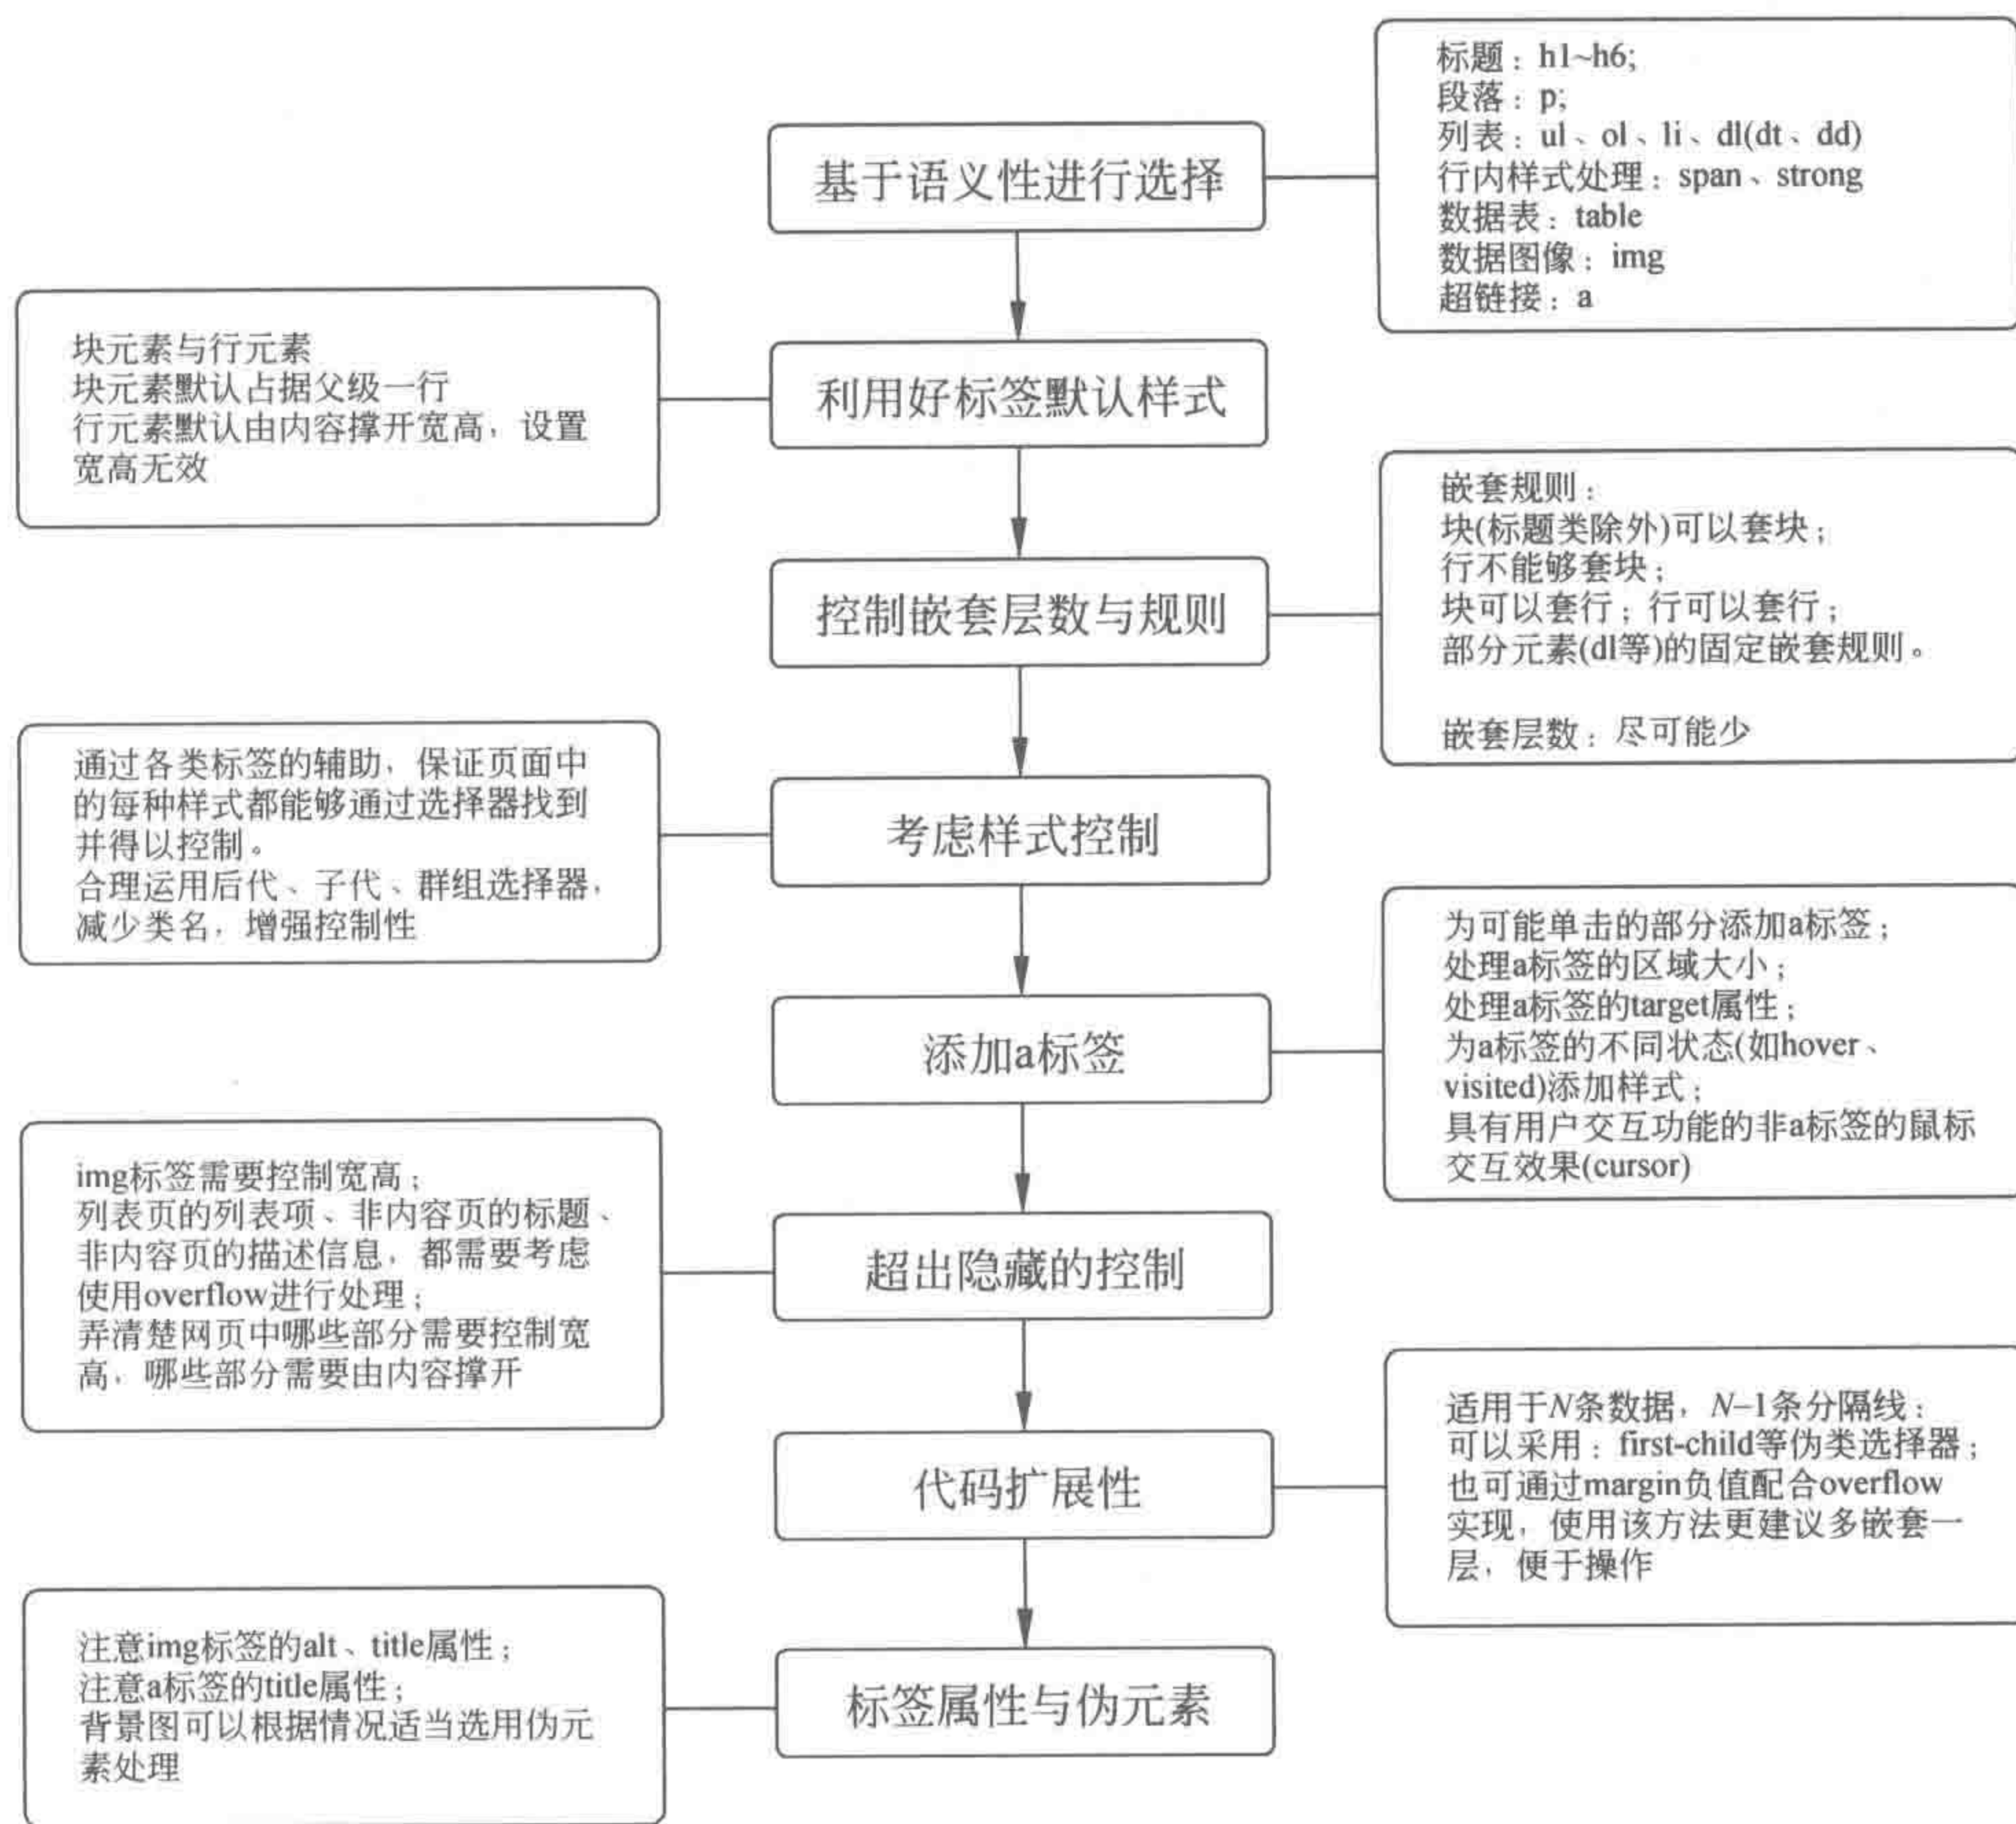 标题：h1~h6;
段落：p;
列表：ul、ol、li、dl(dt、dd)
行内样式处理：span、strong
数据表：table
数据图像：img
超链接：a
基于语义性进行选择
块元素与行元素
块元素默认占据父级一行
行元素默认由内容撑开宽高，设置
宽高无效
利用好标签默认样式
嵌套规则：
块(标题类除外)可以套块；
行不能够套块；
块可以套行；行可以套行；
部分元素(dl等)的固定嵌套规则。
嵌套层数：尽可能少
控制嵌套层数与规则
通过各类标签的辅助，保证页面中
的每种样式都能够通过选择器找到
并得以控制。
合理运用后代、子代、群组选择器，
减少类名，增强控制性
考虑样式控制
为可能单击的部分添加a标签；
处理a标签的区域大小；
处理a标签的target属性；
为a标签的不同状态(如hover、
visited)添加样式；
具有用户交互功能的非a标签的鼠标
交互效果(cursor)
添加a标签
img标签需要控制宽高；
列表页的列表项、非内容页的标题、
非内容页的描述信息，都需要考虑
使用overflow进行处理；
弄清楚网页中哪些部分需要控制宽
高，哪些部分需要由内容撑开
超出隐藏的控制
适用于N条数据，N–1条分隔线：
可以采用：first-child等伪类选择器；
也可通过margin负值配合overflow
实现，使用该方法更建议多嵌套一
层，便于操作
代码扩展性
注意img标签的alt、title属性；
注意a标签的title属性；
背景图可以根据情况适当选用伪元
素处理
标签属性与伪元素